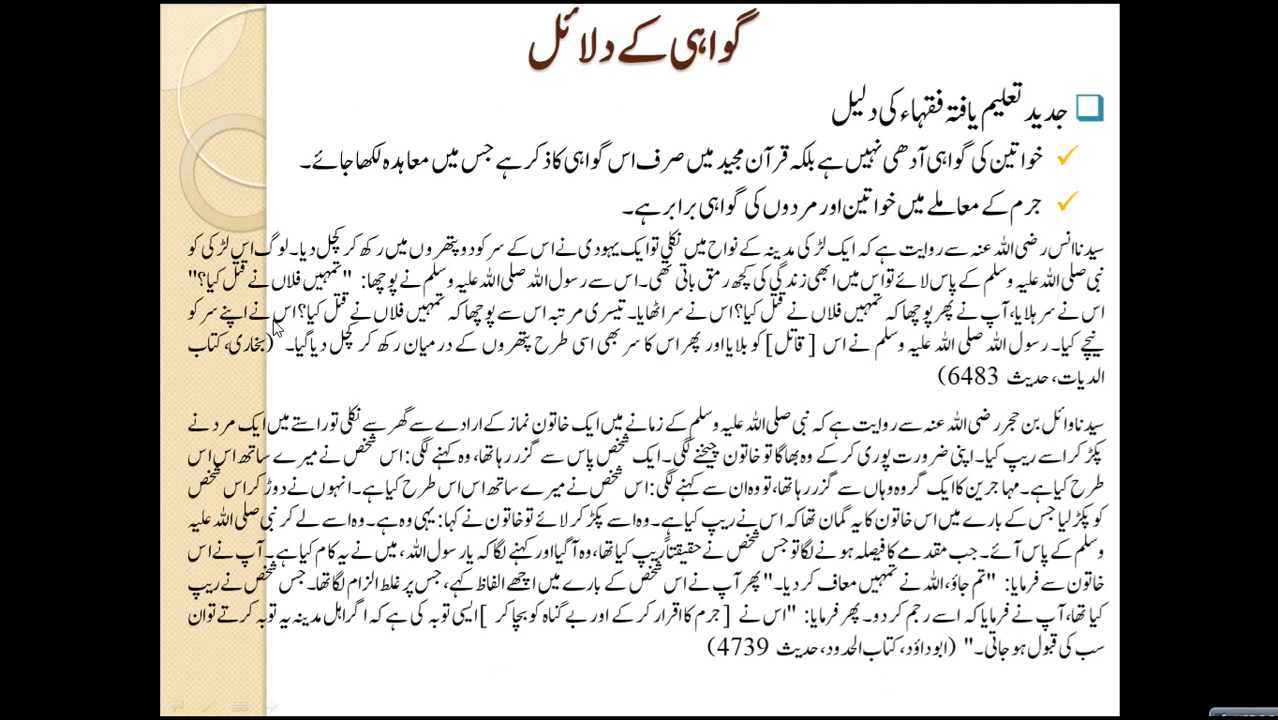 گواہی کے دلائل
جدید تعلیم یافتہ فقہاء کی دلیل
خواتین کی گواہی آدھی نہیں ہے بلکہ قرآن مجید میں صرف اس گواہی کا ذکر ہے جس میں معاہدہ لکھا جائے۔
جرم کے معاملے میں خواتین اور مردوں کی گواہی برابر ہے۔
سیدنا انس رضی اللہ عنہ سے روایت ہے کہ ایک لڑکی مدینہ کے نواح میں نکلی تو ایک یہودی نے اس کے سر کو دو پتھروں میں رکھ کر کچل دیا۔ لوگ اس لڑکی کو
نبی صلی اللہ علیہ وسلم کے پاس لائے تو اس میں ابھی زندگی کی کچھ رمق باقی تھی۔ اس سے رسول اللہ صلی اللہ علیہ وسلم نے پوچھا: "تمہیں فلاں نے قتل کیا؟"
اس نے سر ہلایا، آپ نے پھر پوچھا کہ تمہیں فلاں نے قتل کیا؟ اس نے سر اٹھایا۔ تیسری مرتبہ اس سے پوچھا کہ تمہیں فلاں نے قتل کیا؟ اس نے اپنے سر کو
نیچے کیا۔ رسول اللہ صلی اللہ علیہ وسلم نے اس [قاتل] کو بلایا اور پھر اس کا سر بھی اسی طرح پتھروں کے درمیان رکھ کر کچل دیا گیا۔ (بخاری، کتاب
الدیات، حدیث 6483)
سیدنا وائل بن حجر رضی اللہ عنہ سے روایت ہے کہ نبی صلی اللہ علیہ وسلم کے زمانے میں ایک خاتون نماز کے ارادے سے گھر سے نکلی تو راستے میں ایک مرد نے
پکڑ کر اسے ریپ کیا۔ اپنی ضرورت پوری کر کے وہ بھاگا تو خاتون چیخنے لگی۔ ایک شخص پاس سے گزر رہا تھا، وہ کہنے لگی: اس شخص نے میرے ساتھ اس اس
طرح کیا ہے۔ مہاجرین کا ایک گروہ وہاں سے گزر رہا تھا، تو وہ ان سے کہنے لگی: اس شخص نے میرے ساتھ اس اس طرح کیا ہے۔ انہوں نے دوڑ کر اس شخص
کو پکڑ لیا جس کے بارے میں اس خاتون کا یہ گمان تھا کہ اس نے ریپ کیا ہے۔ وہ اسے پکڑ کر لائے تو خاتون نے کہا: یہی وہ ہے۔ وہ اسے لے کر نبی صلی اللہ علیہ
وسلم کے پاس آئے۔ جب مقدمے کا فیصلہ ہونے لگا تو جس شخص نے حقیقتاً ریپ کیا تھا، وہ آ گیا اور کہنے لگا کہ یا رسول اللہ، میں نے یہ کام کیا ہے۔ آپ نے اس
خاتون سے فرمایا: "تم جاؤ، اللہ نے تمہیں معاف کر دیا۔" پھر آپ نے اس شخص کے بارے میں اچھے الفاظ کہے، جس پر غلط الزام لگا تھا۔ جس شخص نے ریپ
کیا تھا، آپ نے فرمایا کہ اسے رجم کر دو۔ پھر فرمایا: "اس نے [جرم کا اقرار کر کے اور بے گناہ کو بچا کر] ایسی توبہ کی ہے کہ اگر اہل مدینہ یہ توبہ کرتے تو ان
سب کی قبول ہو جاتی۔" (ابوداؤد، کتاب الحدود، حدیث 4739)